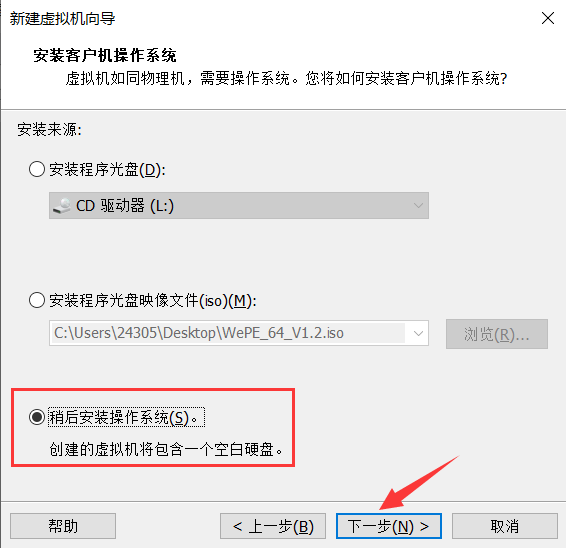 新建虚拟机向导
安装客户机操作系统
虚拟机如同物理机，需要操作系统。您将如何安装客户机操作系统?
安装来源:
安装程序光盘(D):
CD 驱动器 (L:)
安装程序光盘映像文件(iso)(M):
C:\Users\24305\Desktop\WePE_64_V1.2.iso
浏览(R)...
稍后安装操作系统(S)。
创建的虚拟机将包含一个空白硬盘。
帮助
< 上一步(B)
下一步(N) >
取消